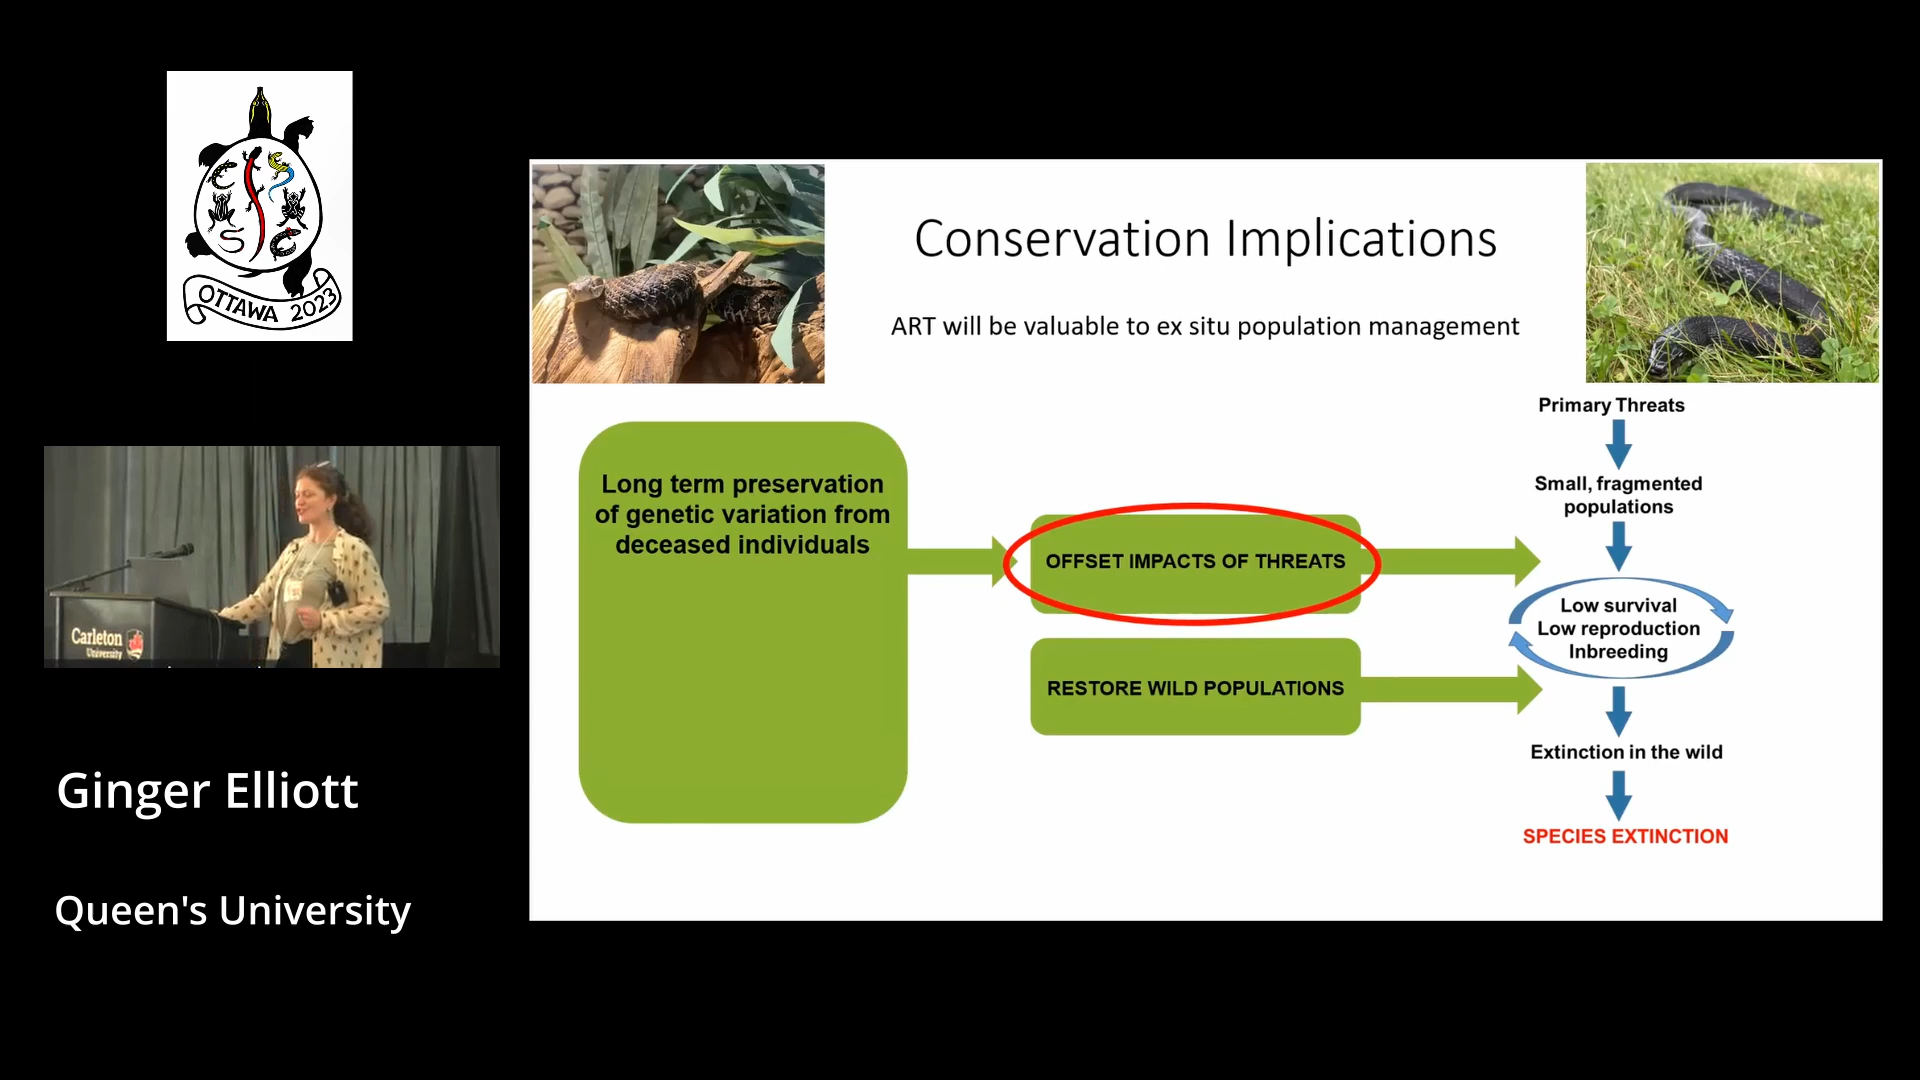 OTTAWA 2023
Carleton
University
Ginger Elliott
Queen's University
Conservation Implications
ART will be valuable to ex situ population management
Long term preservation
of genetic variation from
deceased individuals
OFFSET IMPACTS OF THREATS
RESTORE WILD POPULATIONS
Primary Threats
Small, fragmented
populations
Low survival
Low reproduction
Inbreeding
Extinction in the wild
SPECIES EXTINCTION